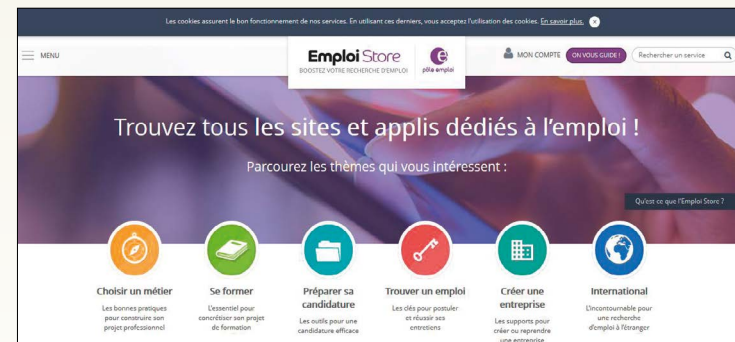 Les cookies assurent le bon fonctionnement de nos services. En utilisant ces derniers, vous acceptez l'utilisation des cookies. En savoir plus. x
MENU
Emploi Store
BOOSTEZ VOTRE RECHERCHE D'EMPLOI
pôle emploi
MON COMPTE
ON VOUS GUIDE !
Rechercher un service
Trouvez tous les sites et applis dédiés à l'emploi !
Parcourez les thèmes qui vous intéressent :
Qu'est ce que l'Emploi Store ?
Choisir un métier
Les bonnes pratiques
pour construire son
projet professionnel
Se former
L'essentiel pour
concrétiser son projet
de formation
Préparer sa
candidature
Les outils pour une
candidature efficace
Trouver un emploi
Les clés pour postuler
et réussir ses
entretiens
Créer une
entreprise
Les supports pour
créer ou reprendre
une entreprise
International
L'incontournable pour
une recherche
d'emploi à l'étranger